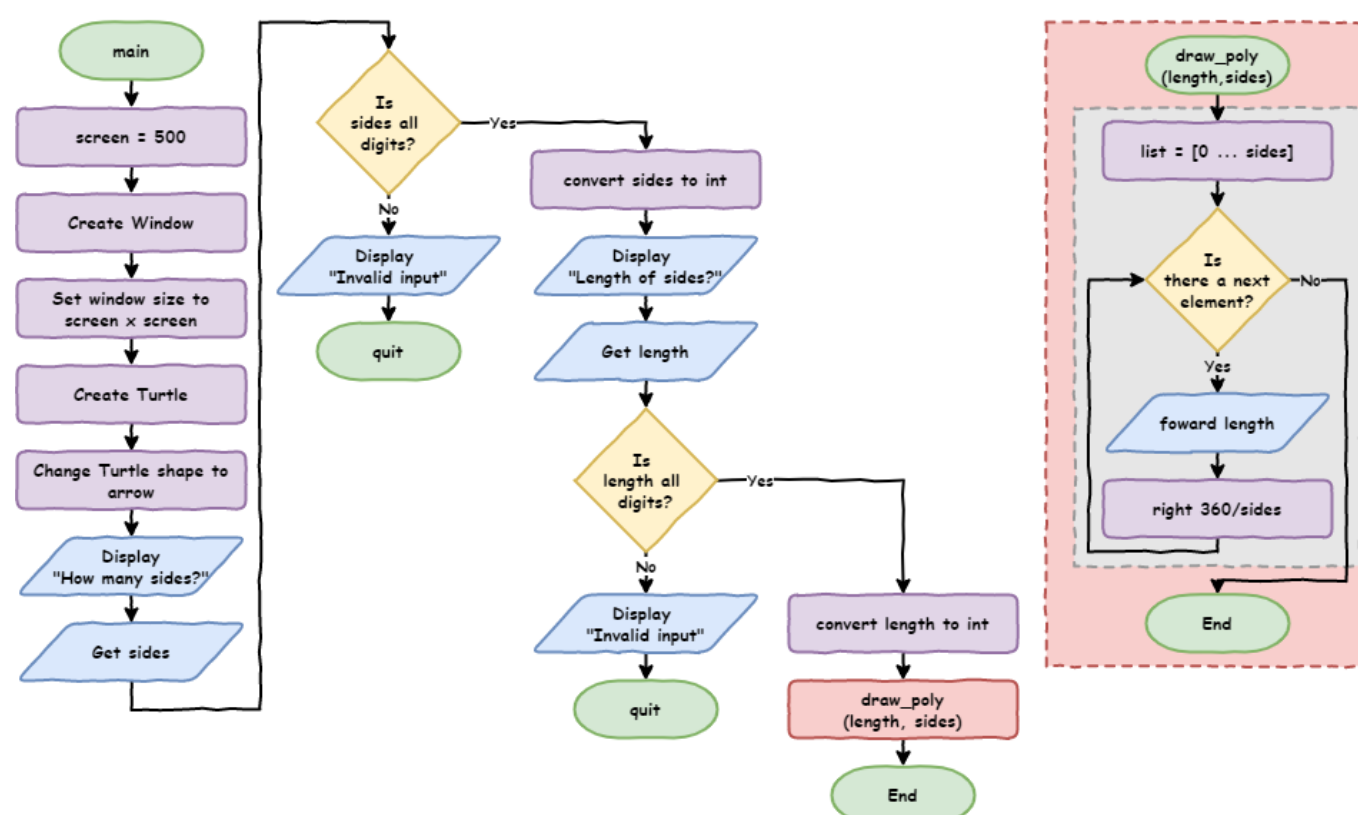 main
screen = 500
Create Window
Set window size to
screen x screen
Create Turtle
Change Turtle shape to
arrow
Display
"How many sides?"
Get sides
Is
sides all
digits?
Yes
No
Display
"Invalid input"
quit
convert sides to int
Display
"Length of sides?"
Get length
Is
length all
digits?
Yes
No
Display
"Invalid input"
quit
convert length to int
draw_poly
(length, sides)
End
draw_poly
(length,sides)
list = [0 ... sides]
Is
there a next
element?
No
Yes
foward length
right 360/sides
End